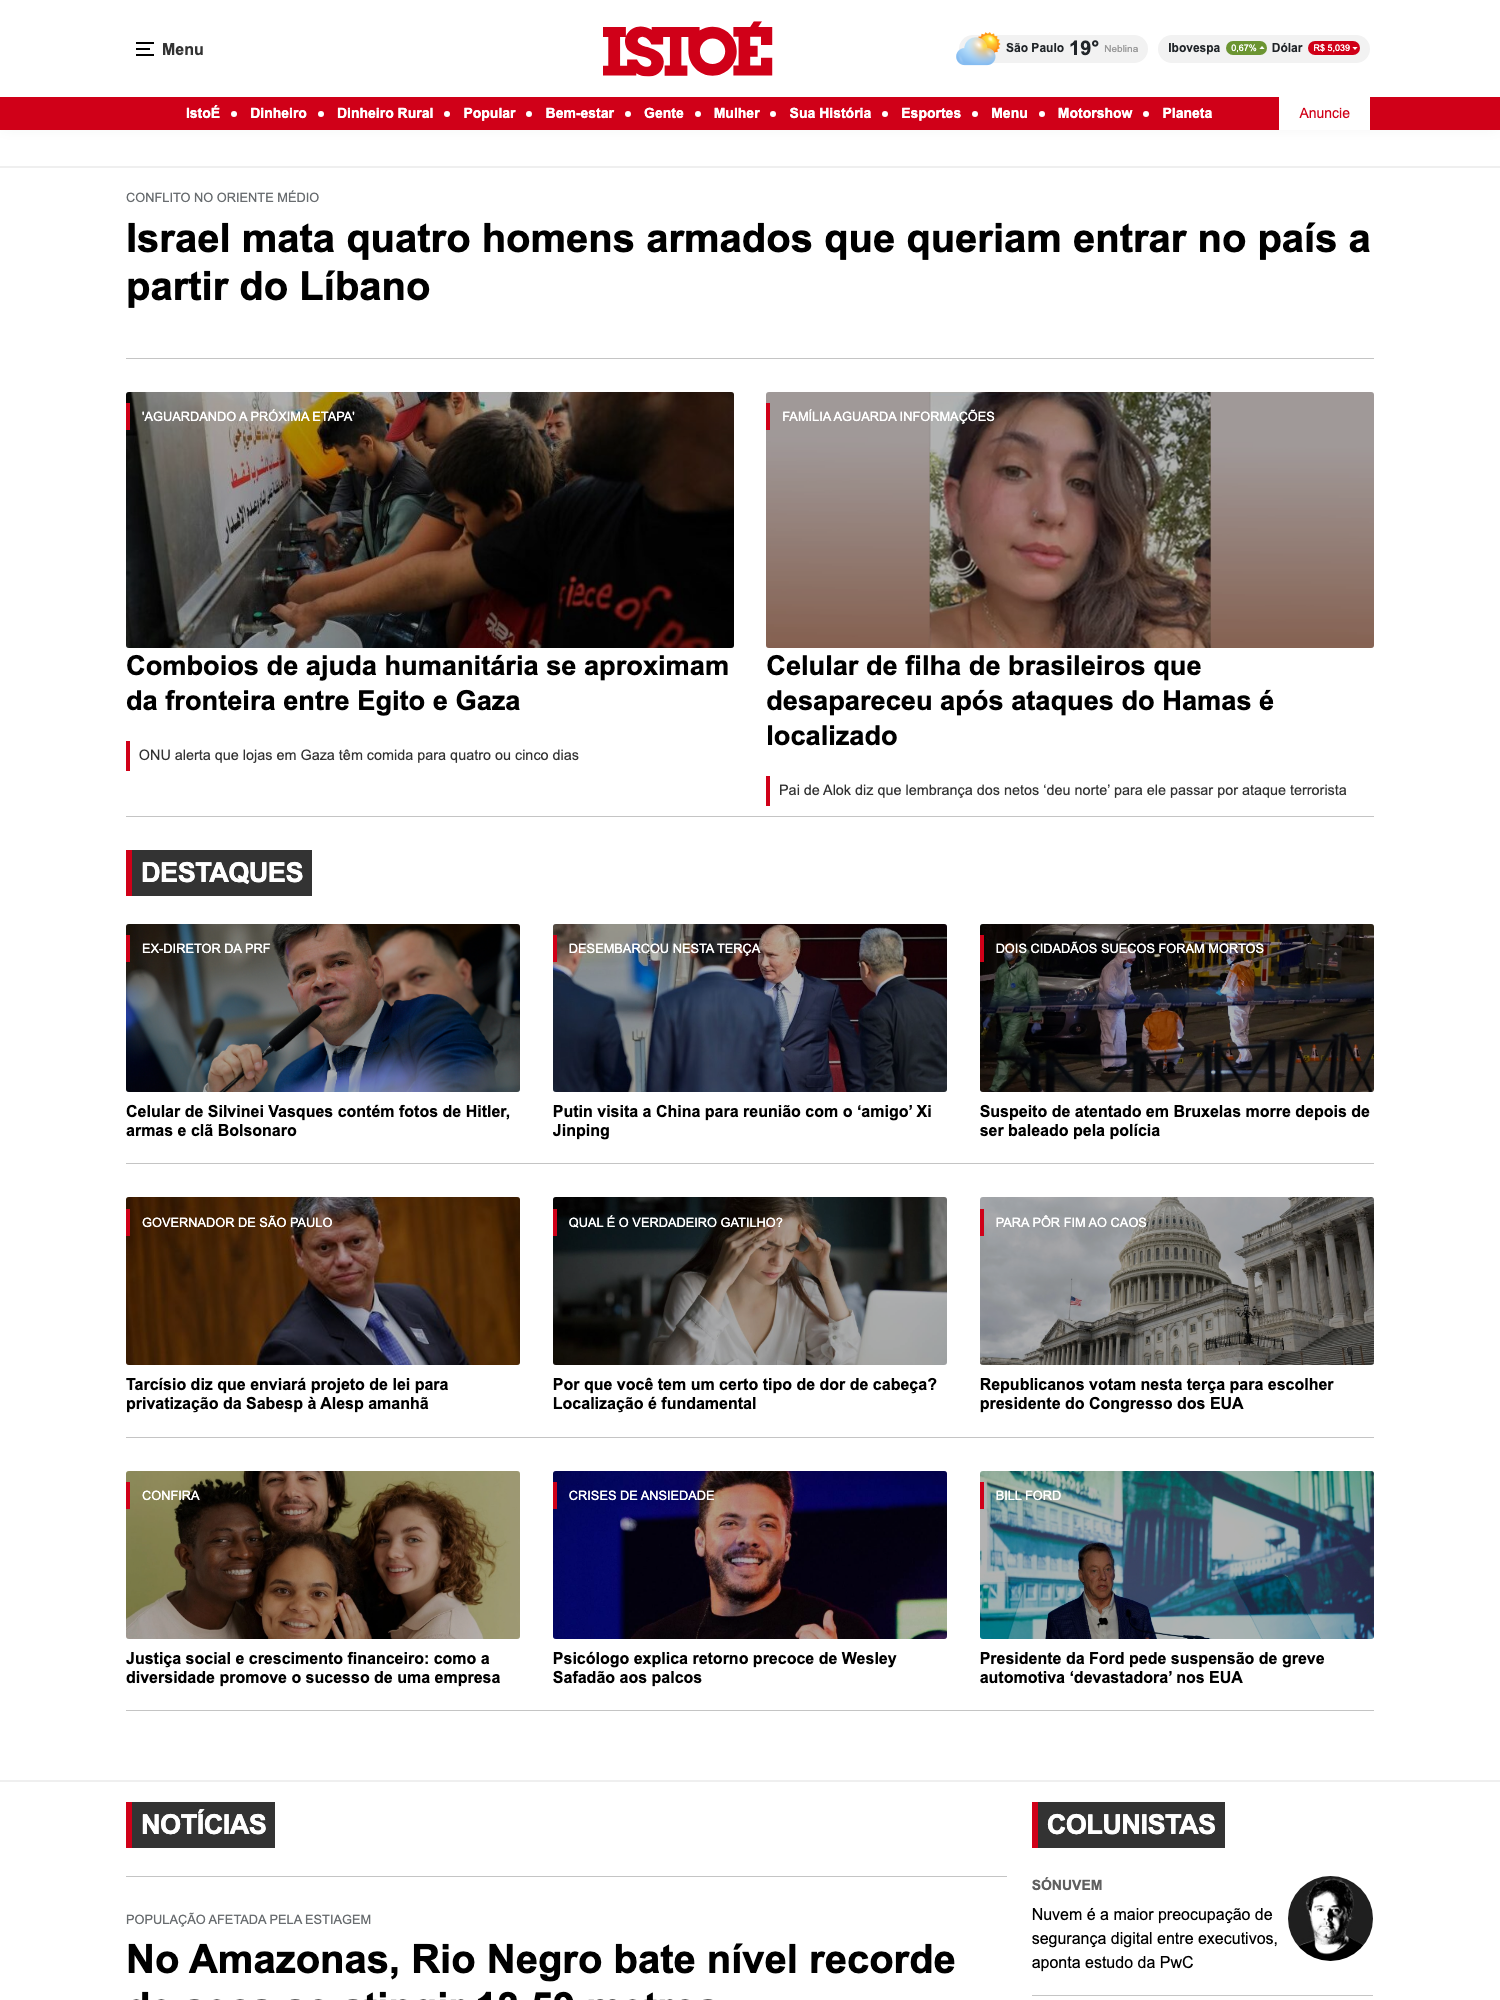 Menu
ISTOÉ
São Paulo 19° Neblina
Ibovespa 0,67% Dólar R$ 5,039
IstoÉ • Dinheiro • Dinheiro Rural • Popular • Bem-estar • Gente • Mulher • Sua História • Esportes • Menu • Motorshow • Planeta
Anuncie
CONFLITO NO ORIENTE MÉDIO
Israel mata quatro homens armados que queriam entrar no país a
partir do Líbano
'AGUARDANDO A PRÓXIMA ETAPA'
piece of
Comboios de ajuda humanitária se aproximam
da fronteira entre Egito e Gaza
ONU alerta que lojas em Gaza têm comida para quatro ou cinco dias
FAMÍLIA AGUARDA INFORMAÇÕES
Celular de filha de brasileiros que
desapareceu após ataques do Hamas é
localizado
Pai de Alok diz que lembrança dos netos ‘deu norte’ para ele passar por ataque terrorista
DESTAQUES
EX-DIRETOR DA PRF
Celular de Silvinei Vasques contém fotos de Hitler,
armas e clã Bolsonaro
DESEMBARCOU NESTA TERÇA
Putin visita a China para reunião com o ‘amigo’ Xi
Jinping
DOIS CIDADÃOS SUECOS FORAM MORTOS
Suspeito de atentado em Bruxelas morre depois de
ser baleado pela polícia
GOVERNADOR DE SÃO PAULO
Tarcísio diz que enviará projeto de lei para
privatização da Sabesp à Alesp amanhã
QUAL É O VERDADEIRO GATILHO?
Por que você tem um certo tipo de dor de cabeça?
Localização é fundamental
PARA PÔR FIM AO CAOS
Republicanos votam nesta terça para escolher
presidente do Congresso dos EUA
CONFIRA
Justiça social e crescimento financeiro: como a
diversidade promove o sucesso de uma empresa
CRISES DE ANSIEDADE
Psicólogo explica retorno precoce de Wesley
Safadão aos palcos
BILL FORD
Presidente da Ford pede suspensão de greve
automotiva ‘devastadora’ nos EUA
NOTÍCIAS
POPULAÇÃO AFETADA PELA ESTIAGEM
No Amazonas, Rio Negro bate nível recorde
de seca ao atingir 13,59 metros
COLUNISTAS
SÓNUVEM
Nuvem é a maior preocupação de
segurança digital entre executivos,
aponta estudo da PwC